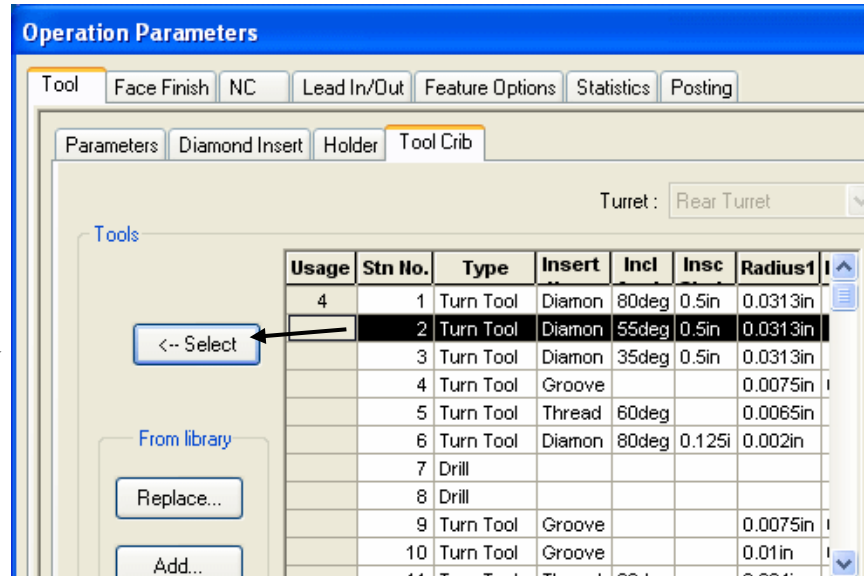 Operation Parameters
Tool Face Finish NC Lead In/Out Feature Options Statistics Posting
Parameters Diamond Insert Holder Tool Crib
Turret : Rear Turret
Tools
Usage Stn No. Type Insert Incl Insc Radius1
4 1 Turn Tool Diamon 80deg 0.5in 0.0313in
2 Turn Tool Diamon 55deg 0.5in 0.0313in
<-- Select
3 Turn Tool Diamon 35deg 0.5in 0.0313in
4 Turn Tool Groove 0.0075in
5 Turn Tool Thread 60deg 0.0065in
From library
6 Turn Tool Diamon 80deg 0.125i 0.002in
7 Drill
Replace...
8 Drill
9 Turn Tool Groove 0.0075in
10 Turn Tool Groove 0.01in
Add...